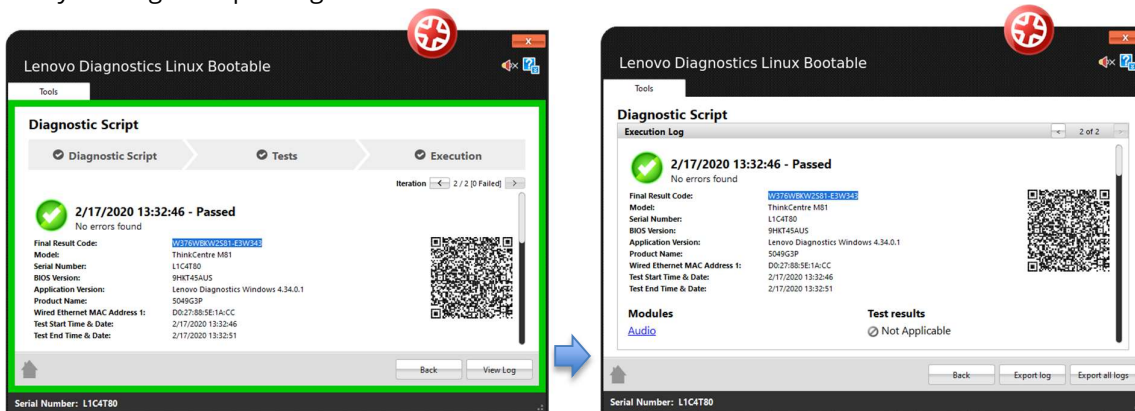 x
Lenovo Diagnostics Linux Bootable
Tools
Diagnostic Script
Diagnostic Script
Tests
Execution
Iteration 2 / 2 [0 Failed]
2/17/2020 13:32:46 - Passed
No errors found
Final Result Code: W376WBKW2S81-E3W343
Model: ThinkCentre M81
Serial Number: L1C4T80
BIOS Version: 9HKT45AUS
Application Version: Lenovo Diagnostics Windows 4.34.0.1
Product Name: 5049G3P
Wired Ethernet MAC Address 1: D0:27:88:5E:1A:CC
Test Start Time & Date: 2/17/2020 13:32:46
Test End Time & Date: 2/17/2020 13:32:51
Back View Log
Serial Number: L1C4T80
x
Lenovo Diagnostics Linux Bootable
Tools
Diagnostic Script
Execution Log 2 of 2
2/17/2020 13:32:46 - Passed
No errors found
Final Result Code: W376WBKW2S81-E3W343
Model: ThinkCentre M81
Serial Number: L1C4T80
BIOS Version: 9HKT45AUS
Application Version: Lenovo Diagnostics Windows 4.34.0.1
Product Name: 5049G3P
Wired Ethernet MAC Address 1: D0:27:88:5E:1A:CC
Test Start Time & Date: 2/17/2020 13:32:46
Test End Time & Date: 2/17/2020 13:32:51
Modules Test results
Audio Not Applicable
Back Export log Export all logs
Serial Number: L1C4T80